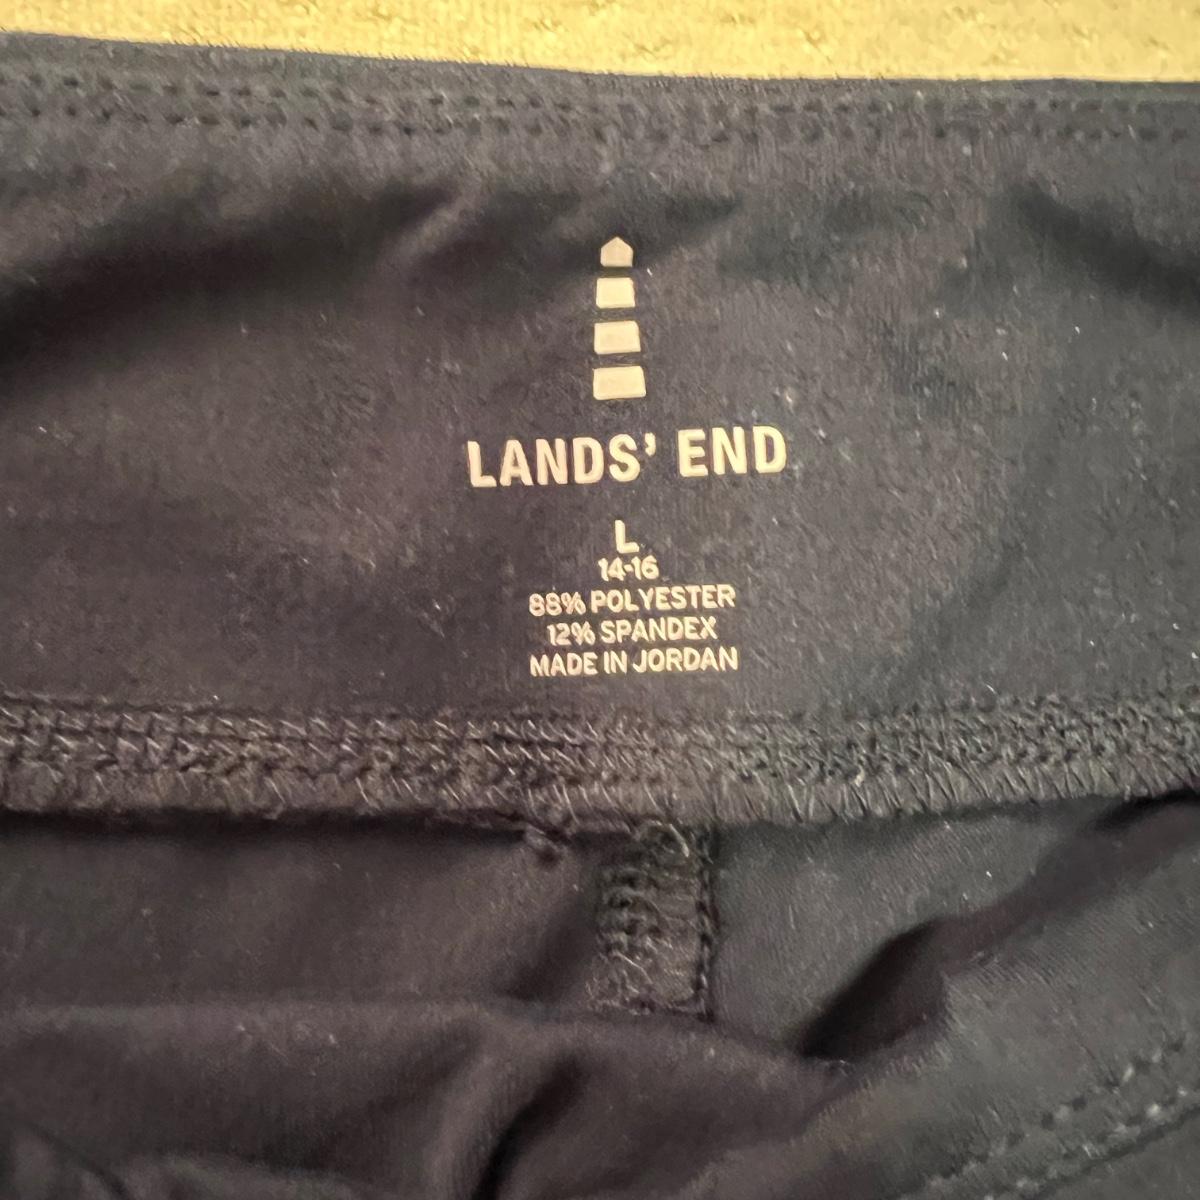 LANDS' END
L
14-16
88% POLYESTER
12% SPANDEX
MADE IN JORDAN